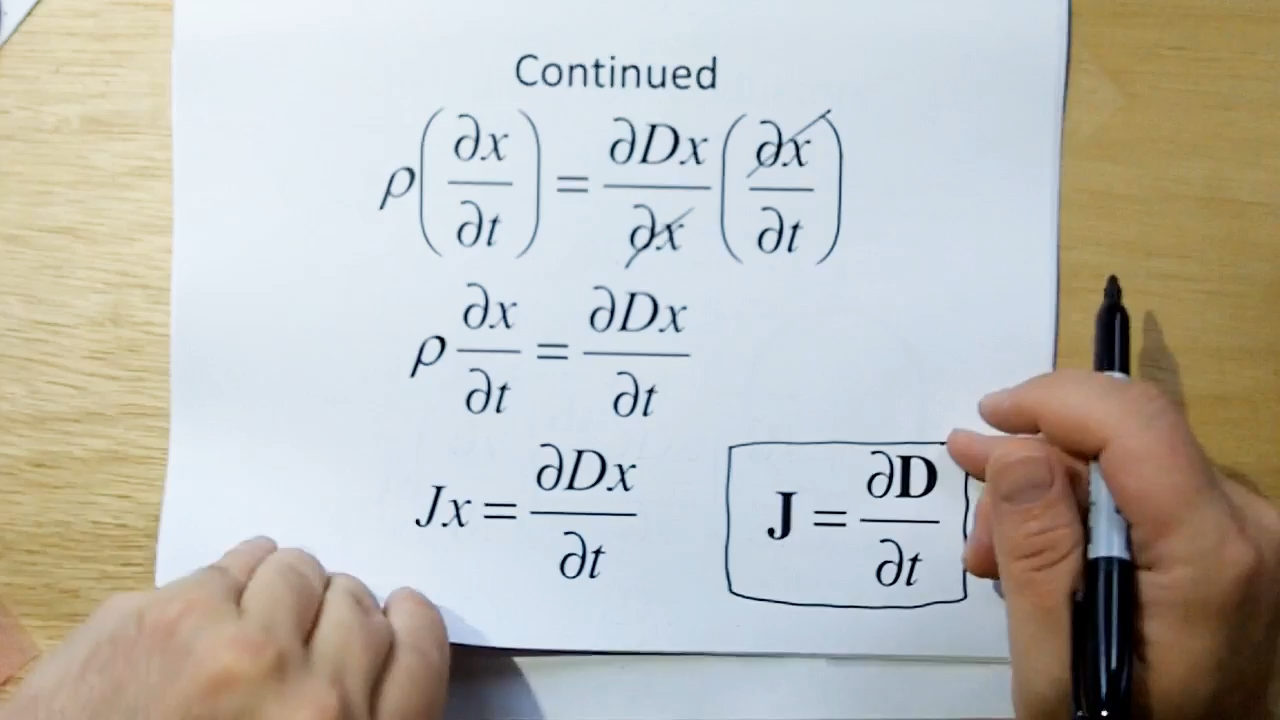 Continued
ρ(∂x/∂t) = ∂Dx/∂x (∂x/∂t)
ρ ∂x/∂t = ∂Dx/∂t
Jx = ∂Dx/∂t
J = ∂D/∂t